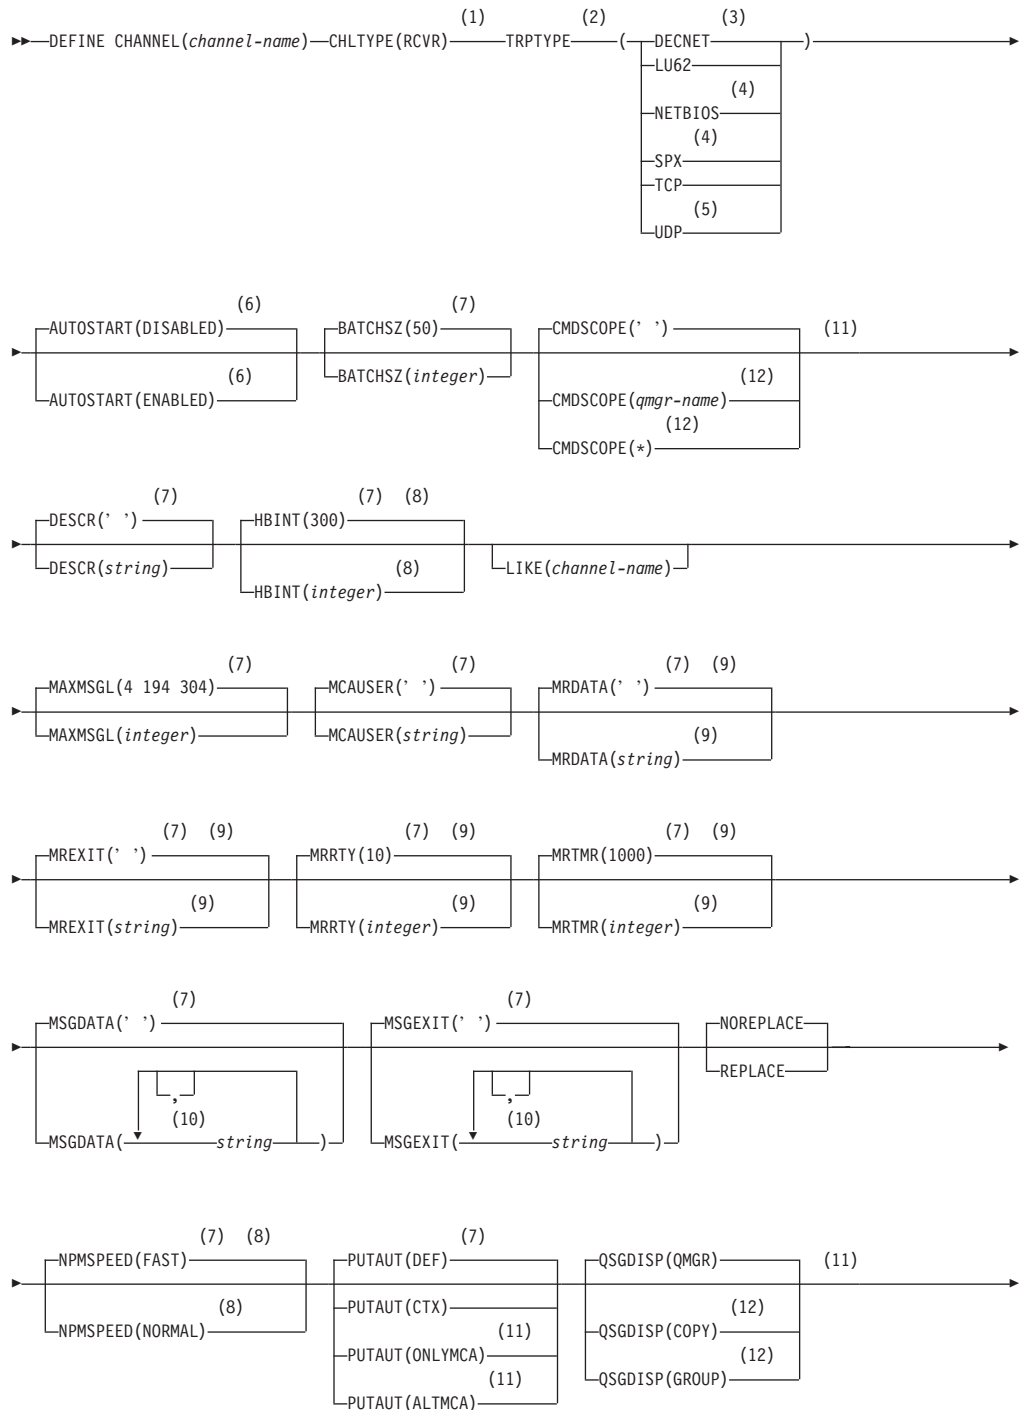 (1) (2) (3)
DEFINE CHANNEL(channel-name) CHLTYPE(RCVR) TRPTYPE ( DECNET )
LU62
(4)
NETBIOS
(4)
SPX
TCP
(5)
UDP
(6) (7)
AUTOSTART(DISABLED) BATCHSZ(50) CMDSCOPE(' ') (11)
(6) BATCHSZ(integer) (12)
AUTOSTART(ENABLED) CMDSCOPE(qmgr-name)
(12)
CMDSCOPE(*)
(7) (7) (8)
DESCR(' ') HBINT(300)
DESCR(string) (8) LIKE(channel-name)
HBINT(integer)
(7) (7) (7) (9)
MAXMSGL(4 194 304) MCAUSER(' ') MRDATA(' ')
MAXMSGL(integer) MCAUSER(string) (9)
MRDATA(string)
(7) (9) (7) (9) (7) (9)
MREXIT(' ') MRRTY(10) MRTMR(1000)
(9) (9) (9)
MREXIT(string) MRRTY(integer) MRTMR(integer)
(7) (7)
MSGDATA(' ') MSGEXIT(' ') NOREPLACE
REPLACE
, ,
(10) (10)
MSGDATA( string ) MSGEXIT( string )
(7) (8) (7)
NPMSPEED(FAST) PUTAUT(DEF) QSGDISP(QMGR) (11)
(8) PUTAUT(CTX) (12)
NPMSPEED(NORMAL) (11) QSGDISP(COPY)
PUTAUT(ONLYMCA) (12)
(11) QSGDISP(GROUP)
PUTAUT(ALTMCA)